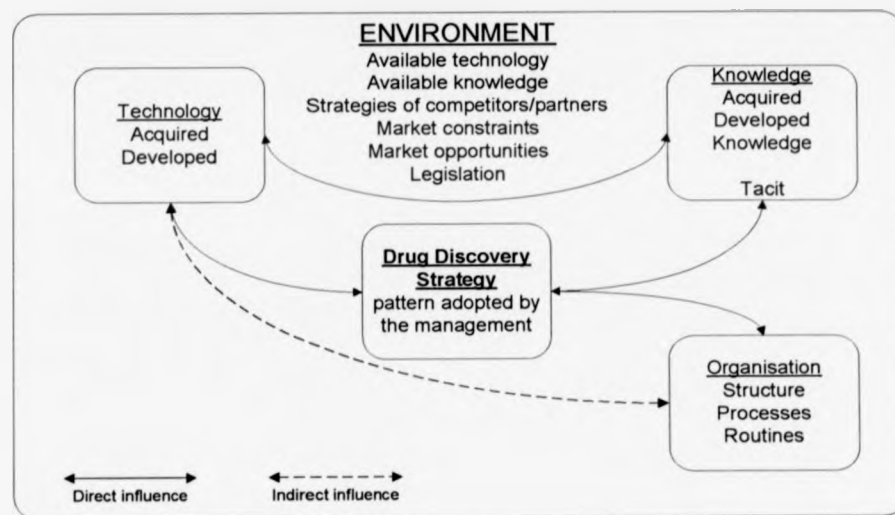 ENVIRONMENT
Available technology
Available knowledge
Strategies of competitors/partners
Market constraints
Market opportunities
Legislation
Technology
Acquired
Developed
Knowledge
Acquired
Developed
Knowledge
Tacit
Drug Discovery
Strategy
pattern adopted by
the management
Organisation
Structure
Processes
Routines
Direct influence
Indirect influence